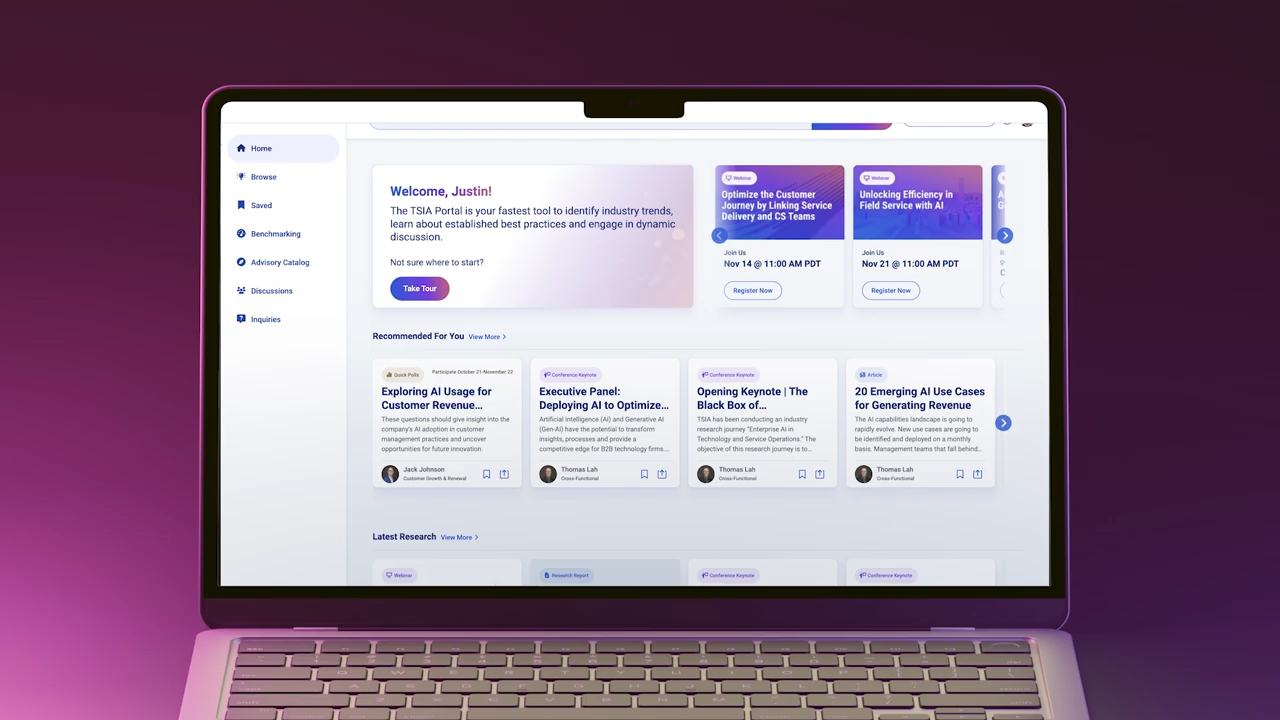 Home
Browse
Saved
Benchmarking
Advisory Catalog
Discussions
Inquiries
Welcome, Justin!
The TSIA Portal is your fastest tool to identify industry trends,
learn about established best practices and engage in dynamic
discussion.
Not sure where to start?
Take Tour
Webinar
Optimize the Customer
Journey by Linking Service
Delivery and CS Teams
Join Us
Nov 14 @ 11:00 AM PDT
Register Now
Webinar
Unlocking Efficiency in
Field Service with AI
Join Us
Nov 21 @ 11:00 AM PDT
Register Now
Recommended For You View More
Quick Polls Participate October 21-November 22
Exploring AI Usage for
Customer Revenue...
These questions should give insight into the
company's AI adoption in customer
management practices and uncover
opportunities for future innovation.
Jack Johnson
Customer Growth & Renewal
Conference Keynote
Executive Panel:
Deploying AI to Optimize...
Artificial intelligence (AI) and Generative AI
(Gen-AI) have the potential to transform
insights, processes and provide a
competitive edge for B2B technology firms....
Thomas Lah
Cross-Functional
Conference Keynote
Opening Keynote | The
Black Box of...
TSIA has been conducting an industry
research journey "Enterprise AI in
Technology and Service Operations." The
objective of this research journey is to...
Thomas Lah
Cross-Functional
Article
20 Emerging AI Use Cases
for Generating Revenue
The AI capabilities landscape is going to
rapidly evolve. New use cases are going to
be identified and deployed on a monthly
basis. Management teams that fall behind...
Thomas Lah
Cross-Functional
Latest Research View More
Webinar
Research Report
Conference Keynote
Conference Keynote